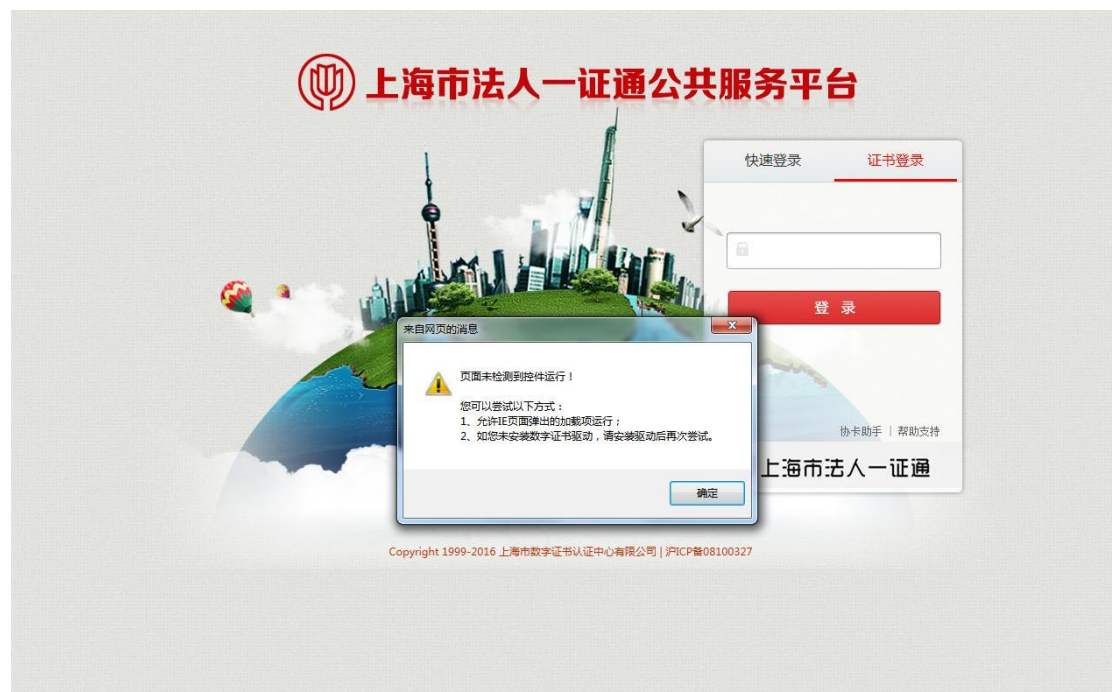 上海市法人一证通公共服务平台
快速登录 证书登录
登 录
来自网页的消息
页面未检测到控件运行！
您可以尝试以下方式：
1、允许IE页面弹出的加载项运行；
2、如您未安装数字证书驱动，请安装驱动后再次尝试。
确定
协卡助手 | 帮助支持
上海市法人一证通
Copyright 1999-2016 上海市数字证书认证中心有限公司 | 沪ICP备08100327